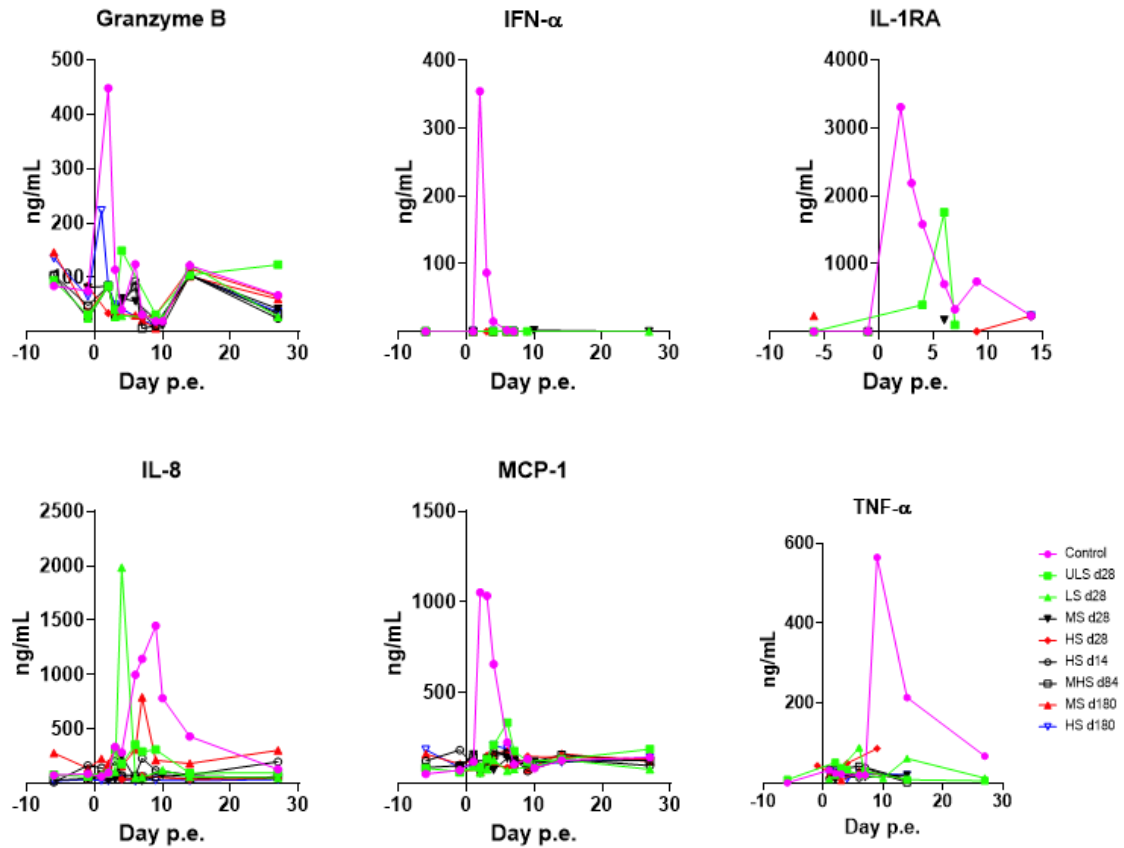 Granzyme B
500
400
300
200
100
ng/mL
-10 0 10 20 30
Day p.e.
IFN-α
400
300
200
100
ng/mL
-10 0 10 20 30
Day p.e.
IL-1RA
4000
3000
2000
1000
ng/mL
-10 -5 0 5 10 15
Day p.e.
IL-8
2500
2000
1500
1000
500
ng/mL
-10 0 10 20 30
Day p.e.
MCP-1
1500
1000
500
ng/mL
-10 0 10 20 30
Day p.e.
TNF-α
600
400
200
ng/mL
-10 0 10 20 30
Day p.e.
Control
ULS d28
LS d28
MS d28
HS d28
HS d14
MHS d84
MS d180
HS d180